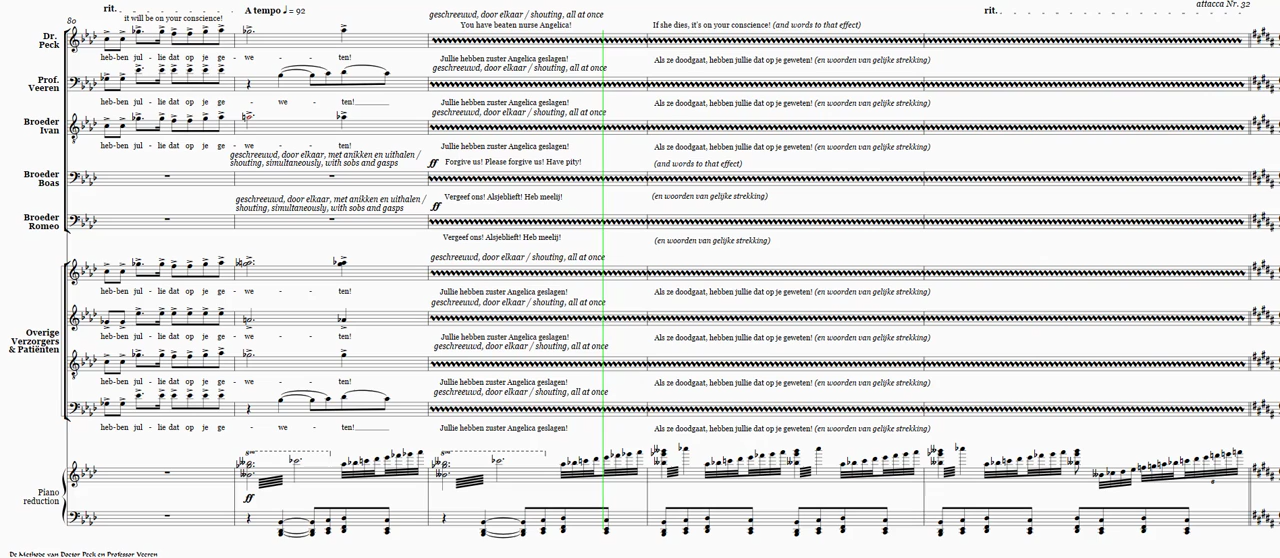 rit.
A tempo ♩ = 92
80
it will be on your conscience!
geschreeuwd, door elkaar / shouting, all at once
You have beaten nurse Angelica!
If she dies, it's on your conscience! (and words to that effect)
rit.
attacca Nr. 32
Dr. Peck
heb-ben jul - lie dat op je ge - we - ten!
Jullie hebben zuster Angelica geslagen!
Als ze doodgaat, hebben jullie dat op je geweten! (en woorden van gelijke strekking)
geschreeuwd, door elkaar / shouting, all at once
Prof. Veeren
heb-ben jul - lie dat op je ge - we - ten!
Jullie hebben zuster Angelica geslagen!
Als ze doodgaat, hebben jullie dat op je geweten! (en woorden van gelijke strekking)
geschreeuwd, door elkaar / shouting, all at once
Broeder Ivan
heb-ben jul - lie dat op je ge - we - ten!
Jullie hebben zuster Angelica geslagen!
Als ze doodgaat, hebben jullie dat op je geweten! (en woorden van gelijke strekking)
geschreeuwd, door elkaar, met anikken en uithalen /
shouting, simultaneously, with sobs and gasps
ff Forgive us! Please forgive us! Have pity!
(and words to that effect)
Broeder Boas
Vergeef ons! Alsjeblieft! Heb meelij!
(en woorden van gelijke strekking)
geschreeuwd, door elkaar, met anikken en uithalen /
shouting, simultaneously, with sobs and gasps
ff
Broeder Romeo
Vergeef ons! Alsjeblieft! Heb meelij!
(en woorden van gelijke strekking)
geschreeuwd, door elkaar / shouting, all at once
heb-ben jul - lie dat op je ge - we - ten!
Jullie hebben zuster Angelica geslagen!
Als ze doodgaat, hebben jullie dat op je geweten! (en woorden van gelijke strekking)
geschreeuwd, door elkaar / shouting, all at once
Overige Verzorgers & Patiënten
heb-ben jul - lie dat op je ge - we - ten!
Jullie hebben zuster Angelica geslagen!
Als ze doodgaat, hebben jullie dat op je geweten! (en woorden van gelijke strekking)
geschreeuwd, door elkaar / shouting, all at once
heb-ben jul - lie dat op je ge - we - ten!
Jullie hebben zuster Angelica geslagen!
Als ze doodgaat, hebben jullie dat op je geweten! (en woorden van gelijke strekking)
geschreeuwd, door elkaar / shouting, all at once
heb-ben jul - lie dat op je ge - we - ten!
Jullie hebben zuster Angelica geslagen!
Als ze doodgaat, hebben jullie dat op je geweten! (en woorden van gelijke strekking)
Piano reduction
ff
De Methode van Doctor Peck en Professor Veeren